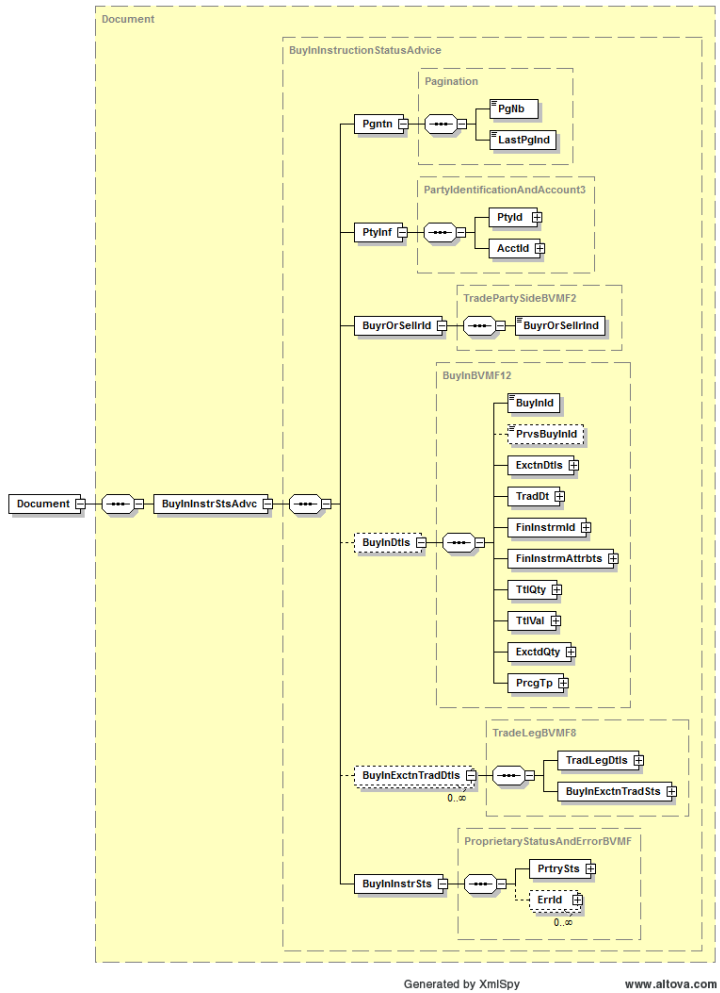 Document
BuyInInstructionStatusAdvice
Pagination
Pgntn
PgNb
LastPgInd
PartyIdentificationAndAccount3
PtyInf
PtyId
AcctId
TradePartySideBVMF2
BuyrOrSellrId
BuyrOrSellrInd
BuyInBVMF12
BuyInId
PrvsBuyInId
ExctnDtls
TradDt
Document
BuyInInstrStsAdvc
FinInstrmId
BuyInDtls
FinInstrmAttrbts
TtlQty
TtlVal
ExctdQty
PrcgTp
TradeLegBVMF8
TradLegDtls
BuyInExctnTradDtls
0..∞
BuyInExctnTradSts
ProprietaryStatusAndErrorBVMF
PrtrySts
BuyInInstrSts
ErrId
0..∞
Generated by XmlSpy
www.altova.com